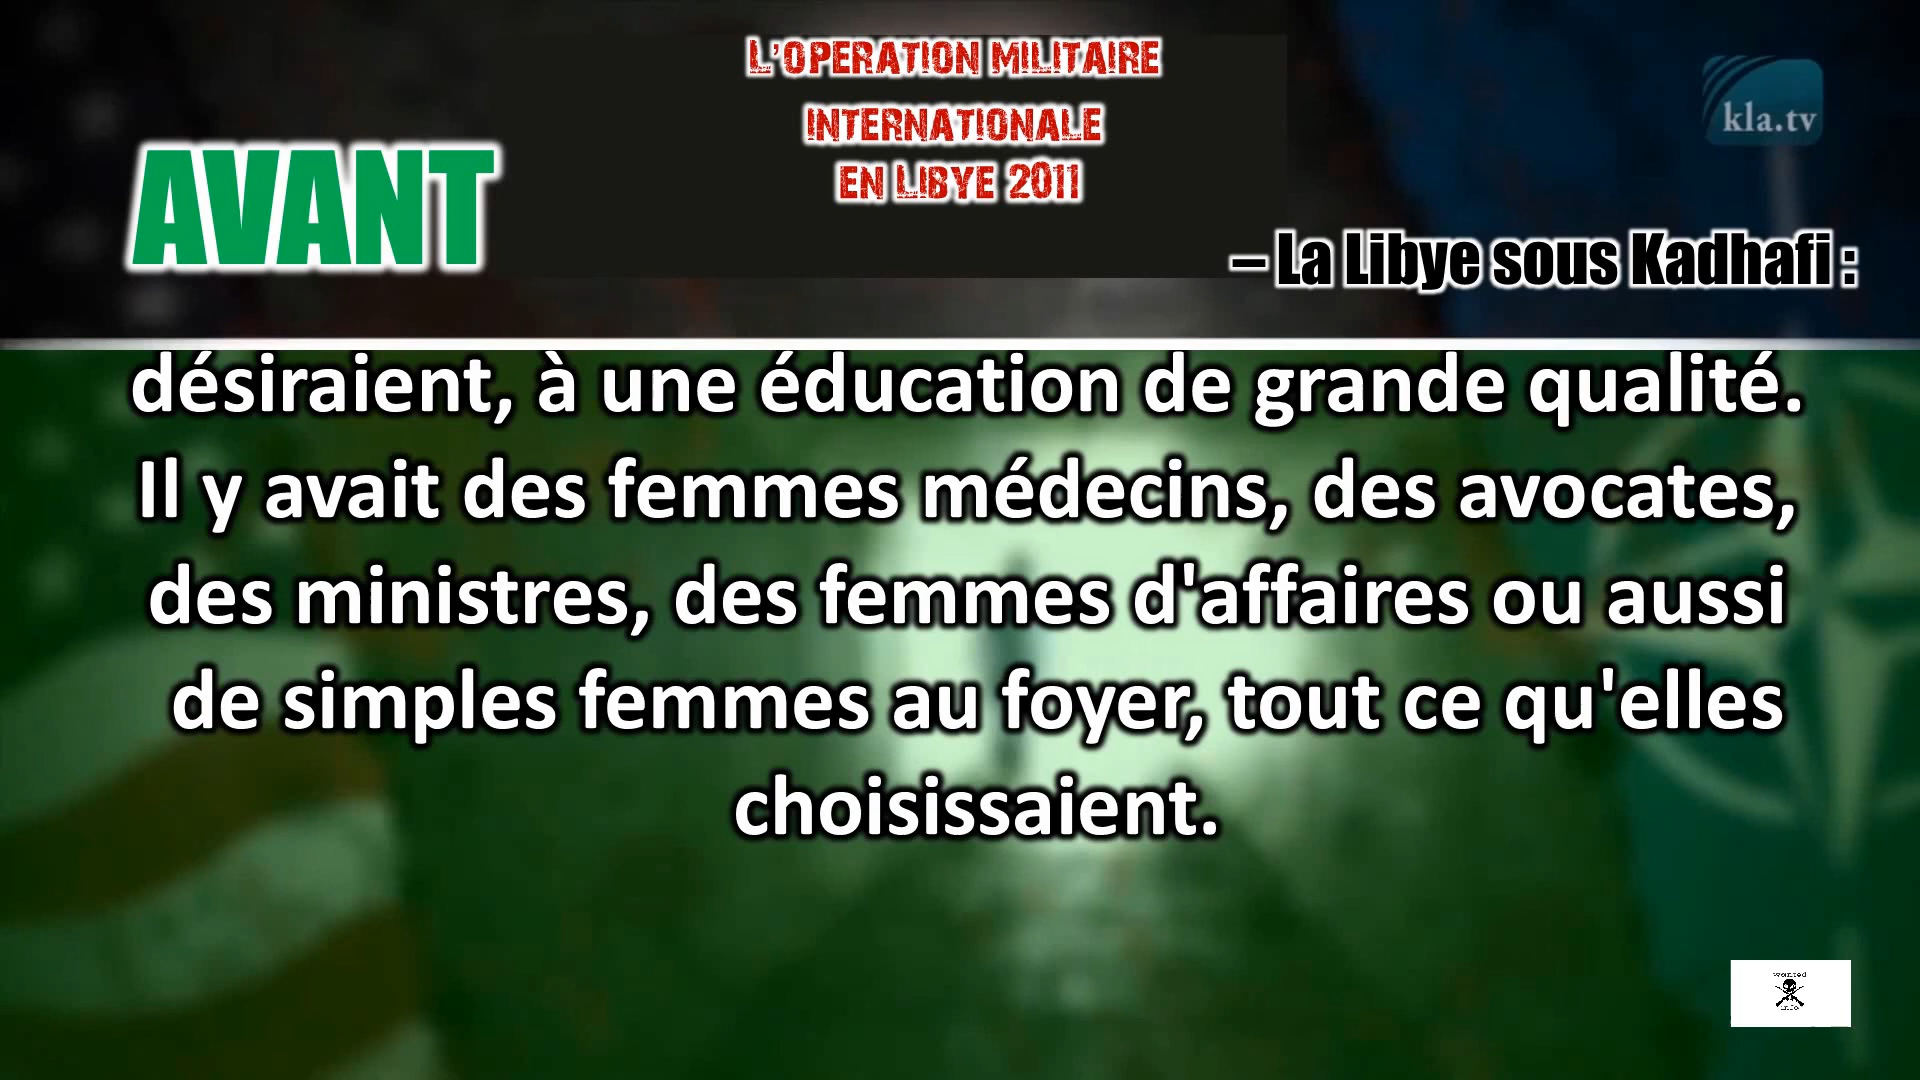 L'OPERATION MILITAIRE
INTERNATIONALE
EN LIBYE 2011
kla.tv
AVANT
– La Libye sous Kadhafi :
désiraient, à une éducation de grande qualité.
Il y avait des femmes médecins, des avocates,
des ministres, des femmes d'affaires ou aussi
de simples femmes au foyer, tout ce qu'elles
choisissaient.
wanted
info